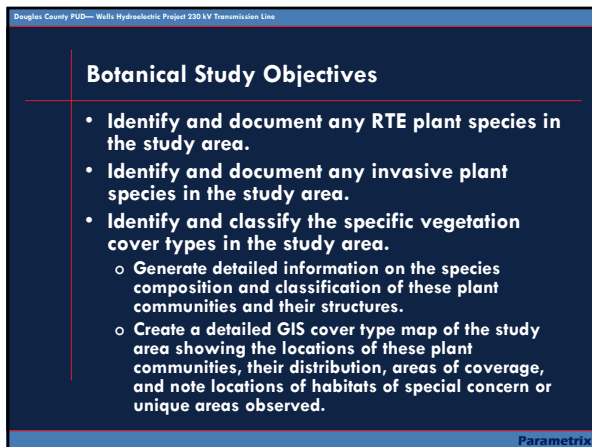 Douglas County PUD— Wells Hydroelectric Project 230 kV Transmission Line
Botanical Study Objectives
• Identify and document any RTE plant species in
the study area.
• Identify and document any invasive plant
species in the study area.
• Identify and classify the specific vegetation
cover types in the study area.
o Generate detailed information on the species
composition and classification of these plant
communities and their structures.
o Create a detailed GIS cover type map of the study
area showing the locations of these plant
communities, their distribution, areas of coverage,
and note locations of habitats of special concern or
unique areas observed.
Parametrix